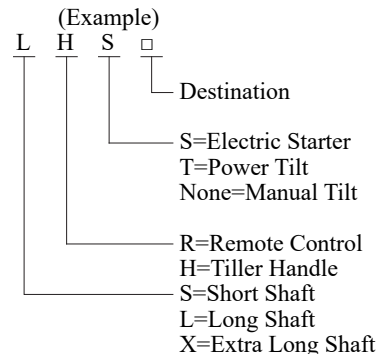 (Example)
L H S □
Destination
S=Electric Starter
T=Power Tilt
None=Manual Tilt
R=Remote Control
H=Tiller Handle
S=Short Shaft
L=Long Shaft
X=Extra Long Shaft